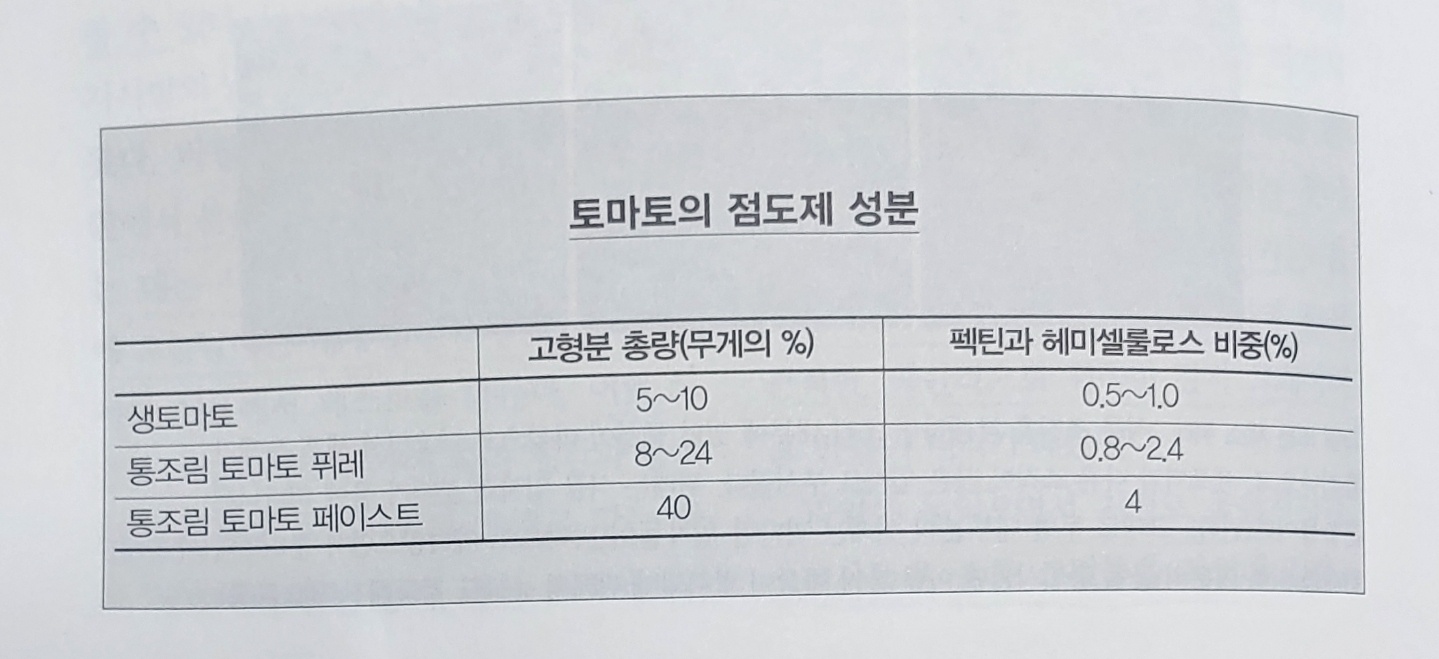 토마토의 점도제 성분
고형분 총량(무게의 %) 펙틴과 헤미셀룰로스 비중(%)
생토마토 5~10 0.5~1.0
통조림 토마토 퓌레 8~24 0.8~2.4
통조림 토마토 페이스트 40 4